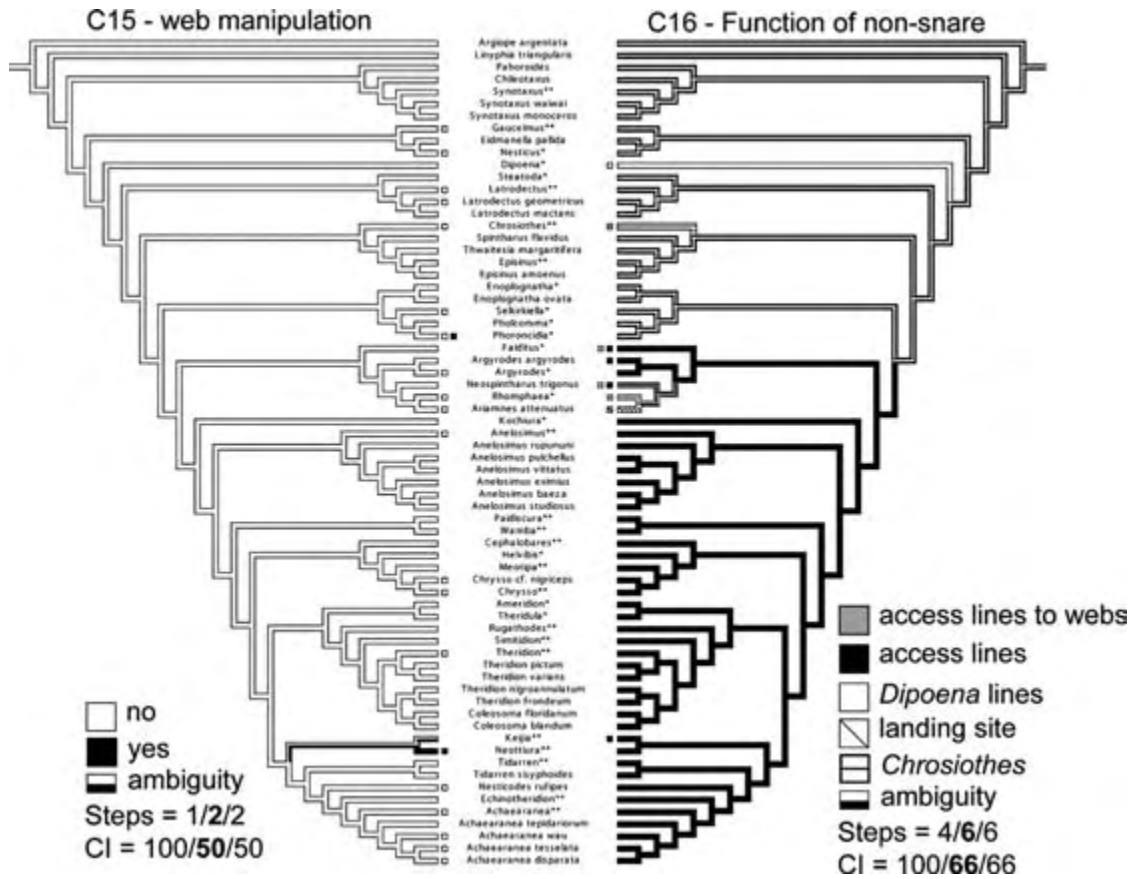 C15 - web manipulation
C16 - Function of non-snare
Argiope argentata
Linyphia triangularis
Pahoroides
Chileotaxus
Synotaxus**
Synotaxus waiwai
Synotaxus monoceros
Gaucelmus**
Eidmanella pallida
Nesticus*
Dipoena*
Steatoda*
Latrodectus**
Latrodectus geometricus
Latrodectus mactans
Chrosiothes**
Spintharus flavidus
Thwaitesia margaritifera
Episinus**
Episinus amoenus
Enoplognatha*
Enoplognatha ovata
Selkirkiella*
Pholcomma*
Phoroncidia*
Faiditus*
Argyrodes argyrodes
Argyrodes*
Neospintharus trigonus
Rhomphaea*
Ariamnes attenuatus
Kochiura*
Anelosimus**
Anelosimus rupununi
Anelosimus pulchellus
Anelosimus vittatus
Anelosimus eximius
Anelosimus baeza
Anelosimus studiosus
Paidiscura**
Wamba**
Cephalobares**
Helvibis*
Meotipa**
Chrysso cf. nigriceps
Chrysso**
Ameridion*
Theridula*
Rugathodes**
Simitidion**
Theridion**
Theridion pictum
Theridion varians
Theridion nigroannulatum
Theridion frondeum
Coleosoma floridanum
Coleosoma blandum
Keijia**
Neottiura**
Tidarren**
Tidarren sisyphoides
Nesticodes rufipes
Echinotheridion**
Achaearanea**
Achaearanea tepidariorum
Achaearanea wau
Achaearanea tesselata
Achaearanea disparata
no
yes
ambiguity
Steps = 1/2/2
CI = 100/50/50
access lines to webs
access lines
Dipoena lines
landing site
Chrosiothes
ambiguity
Steps = 4/6/6
CI = 100/66/66